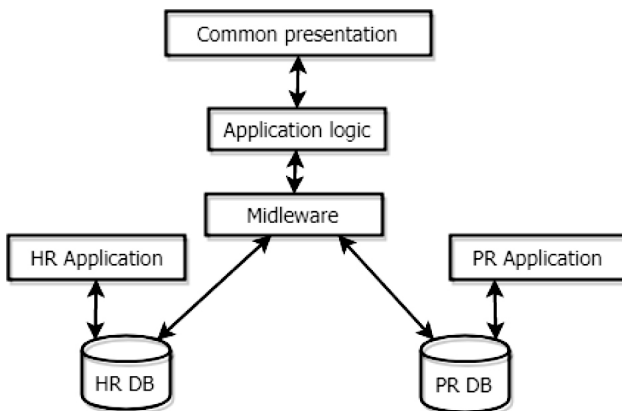 Common presentation
Application logic
Midleware
HR Application
PR Application
HR DB
PR DB